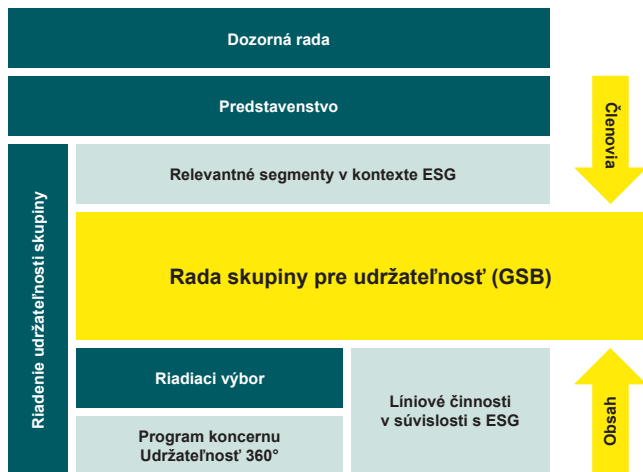 Dozorná rada
Predstavenstvo
Členovia
Riadenie udržateľnosti skupiny
Relevantné segmenty v kontexte ESG
Rada skupiny pre udržateľnosť (GSB)
Riadiaci výbor
Program koncernu
Udržateľnosť 360°
Líniové činnosti
v súvislosti s ESG
Obsah